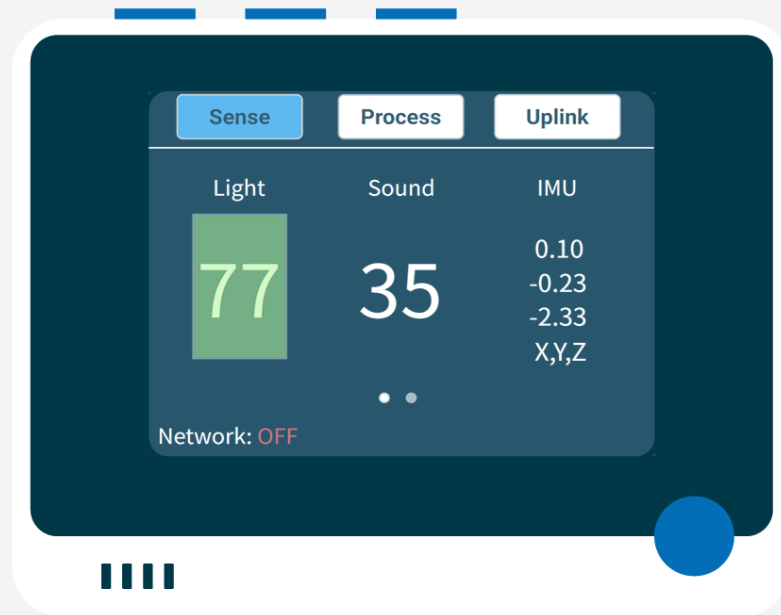 Sense Process Uplink
Light Sound IMU
77
35
0.10
-0.23
-2.33
X,Y,Z
Network: OFF